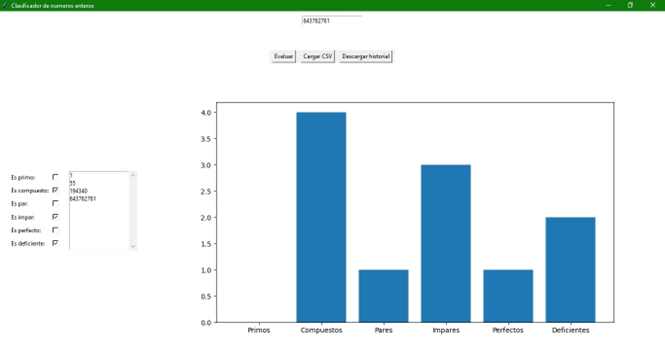 Clasificador de numeros enteros
643762761
Evaluar Cargar CSV Descargar historial
Es primo:
Es compuesto:
Es par:
Es impar:
Es perfecto:
Es deficiente:
1
55
194340
643762761
4.0
3.5
3.0
2.5
2.0
1.5
1.0
0.5
0.0
Primos Compuestos Pares Impares Perfectos Deficientes